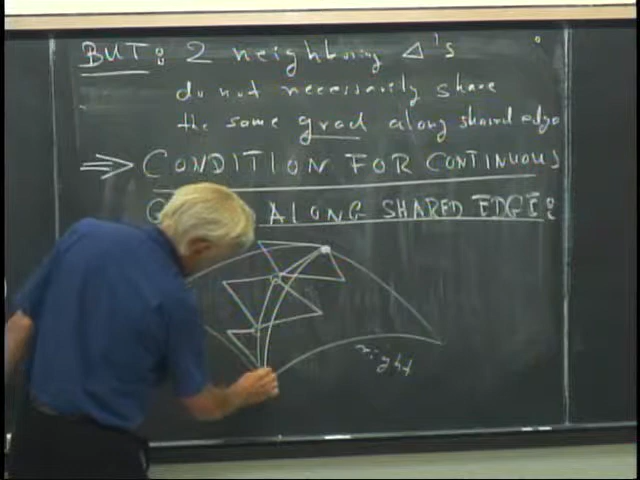 BUT: 2 neighboring Δ's
do not necessarily share
the same grad along shared edge
⇒ CONDITION FOR CONTINUOUS
ALONG SHARED EDGE:
right